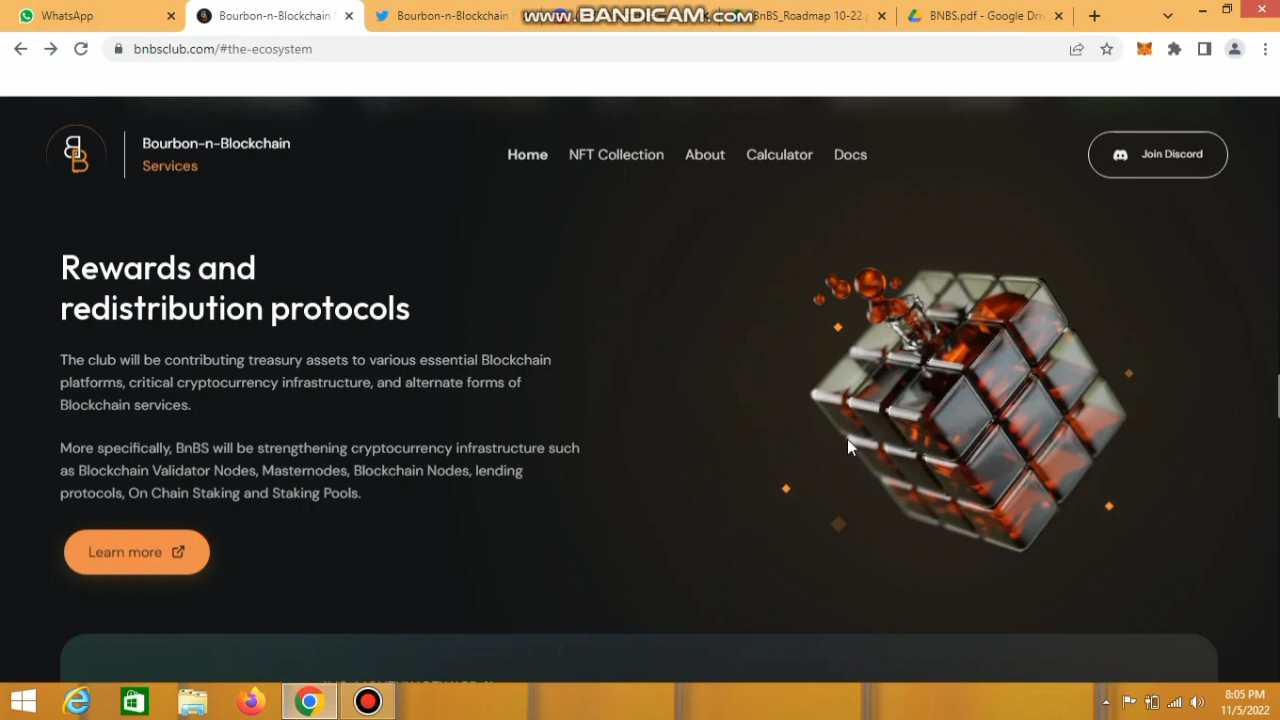 WhatsApp
Bourbon-n-Blockchain
Bourbon-n-Blockchain
www.BANDICAM.com
BnBS_Roadmap 10-22.p
BNBS.pdf - Google Dri
bnbsclub.com/#the-ecosystem
Bourbon-n-Blockchain
Services
Home
NFT Collection
About
Calculator
Docs
Join Discord
Rewards and
redistribution protocols
The club will be contributing treasury assets to various essential Blockchain
platforms, critical cryptocurrency infrastructure, and alternate forms of
Blockchain services.
More specifically, BnBS will be strengthening cryptocurrency infrastructure such
as Blockchain Validator Nodes, Masternodes, Blockchain Nodes, lending
protocols, On Chain Staking and Staking Pools.
Learn more
8:05 PM
11/5/2022